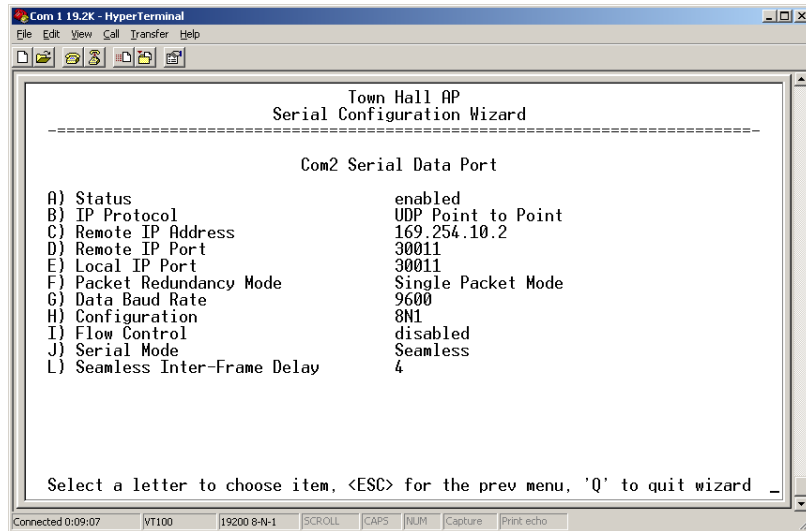 Com 1 19.2K - HyperTerminal
File Edit View Call Transfer Help
Town Hall AP
Serial Configuration Wizard
-==========================================================================-
Com2 Serial Data Port
A) Status enabled
B) IP Protocol UDP Point to Point
C) Remote IP Address 169.254.10.2
D) Remote IP Port 30011
E) Local IP Port 30011
F) Packet Redundancy Mode Single Packet Mode
G) Data Baud Rate 9600
H) Configuration 8N1
I) Flow Control disabled
J) Serial Mode Seamless
L) Seamless Inter-Frame Delay 4
Select a letter to choose item, <ESC> for the prev menu, 'Q' to quit wizard _
Connected 0:09:07 VT100 19200 8-N-1 SCROLL CAPS NUM Capture Print echo